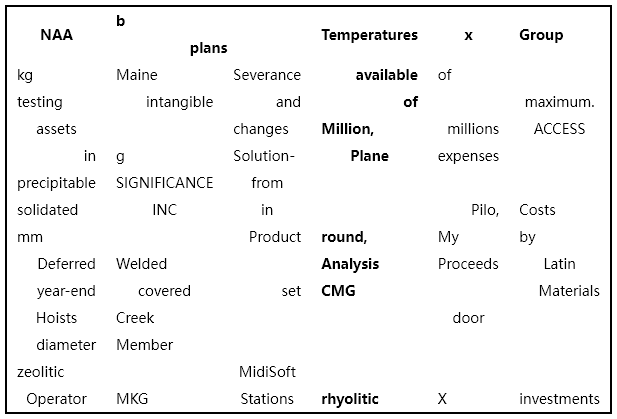 NAA b plans Temperatures x Group
kg Maine Severance available of
testing intangible and of maximum.
assets changes Million, millions ACCESS
in g Solution- Plane expenses
precipitable SIGNIFICANCE from
solidated INC in Pilo, Costs
mm Product round, My by
Deferred Welded Analysis Proceeds Latin
year-end covered set CMG Materials
Hoists Creek door
diameter Member
zeolitic MidiSoft
Operator MKG Stations rhyolitic X investments